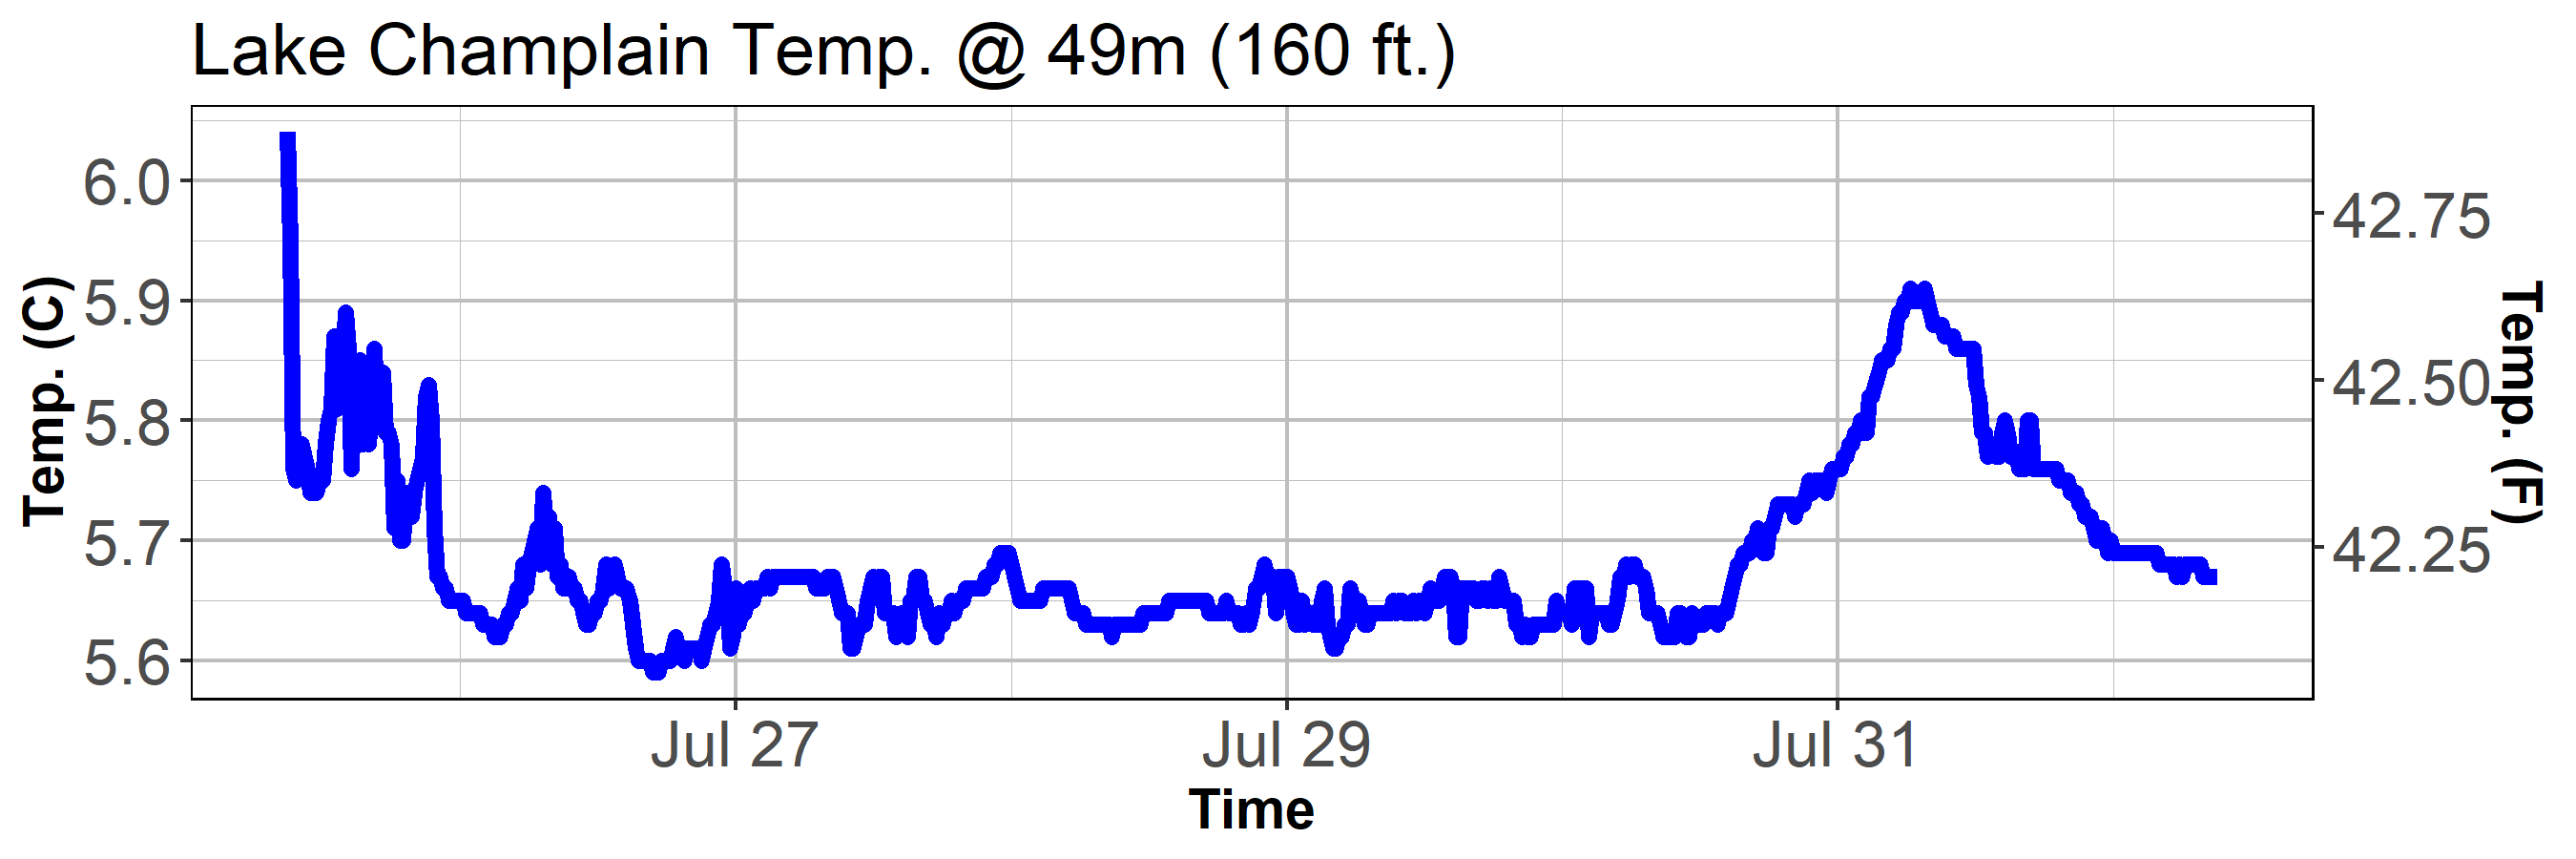 Lake Champlain Temp. @ 49m (160 ft.)
Temp. (C)
6.0
5.9
5.8
5.7
5.6
42.75
42.50
42.25
Temp. (F)
Jul 27
Jul 29
Jul 31
Time